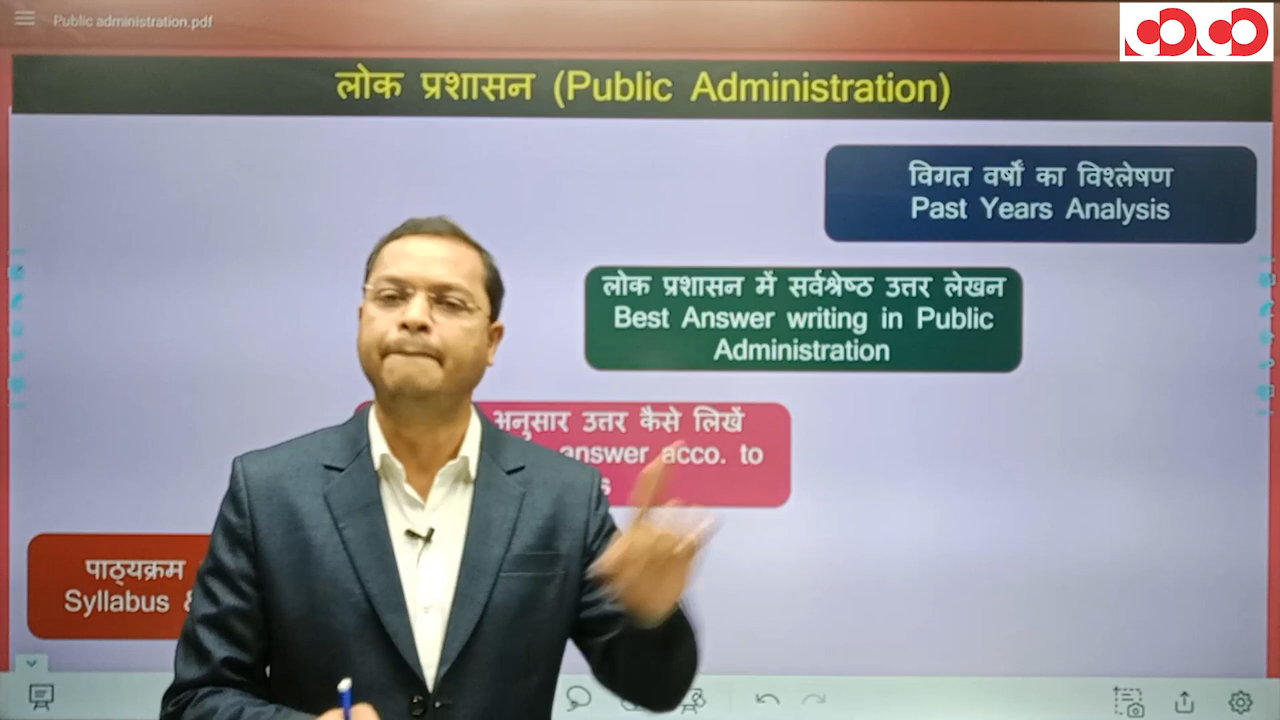 Public administration.pdf
लोक प्रशासन (Public Administration)
विगत वर्षों का विश्लेषण
Past Years Analysis
लोक प्रशासन में सर्वश्रेष्ठ उत्तर लेखन
Best Answer writing in Public
Administration
अनुसार उत्तर कैसे लिखें
answer acco. to
पाठ्यक्रम
Syllabus &